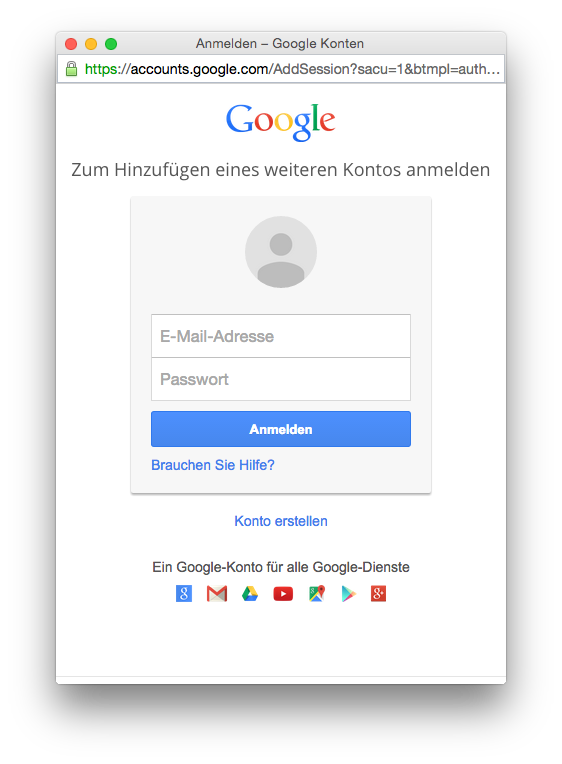 Anmelden – Google Konten
https://accounts.google.com/AddSession?sacu=1&btmpl=auth…
Google
Zum Hinzufügen eines weiteren Kontos anmelden
E-Mail-Adresse
Passwort
Anmelden
Brauchen Sie Hilfe?
Konto erstellen
Ein Google-Konto für alle Google-Dienste